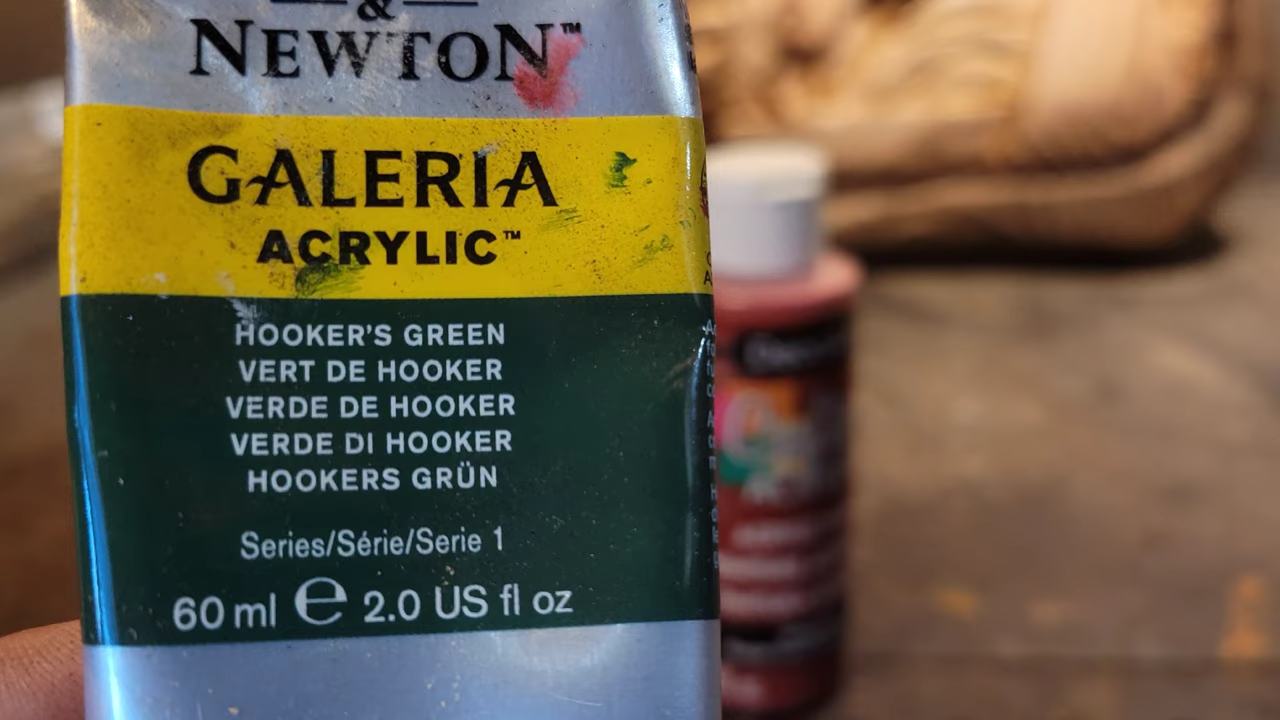 &
NEWTON™
GALERIA
ACRYLIC™
HOOKER'S GREEN
VERT DE HOOKER
VERDE DE HOOKER
VERDE DI HOOKER
HOOKERS GRÜN
Series/Série/Serie 1
60 ml ℮ 2.0 US fl oz